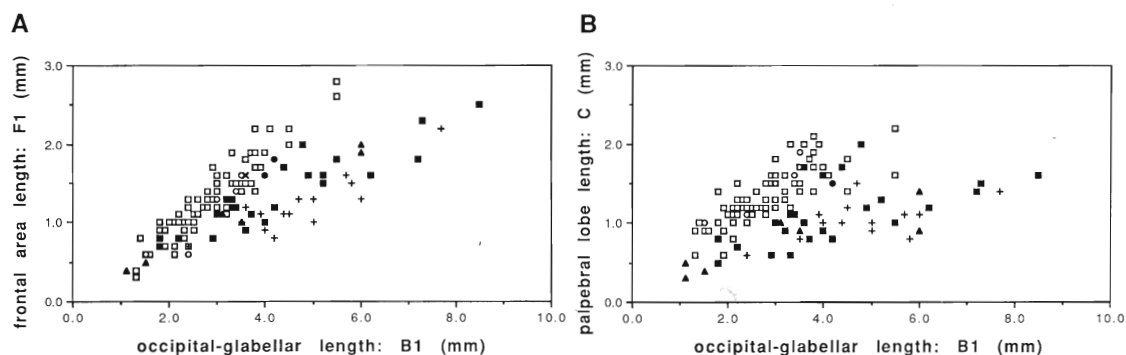 A
B
frontal area length: F1 (mm)
3.0
2.0
1.0
0.0
0.0 2.0 4.0 6.0 8.0 10.0
occipital-glabellar length: B1 (mm)
palpebral lobe length: C (mm)
3.0
2.0
1.0
0.0
0.0 2.0 4.0 6.0 8.0 10.0
occipital-glabellar length: B1 (mm)